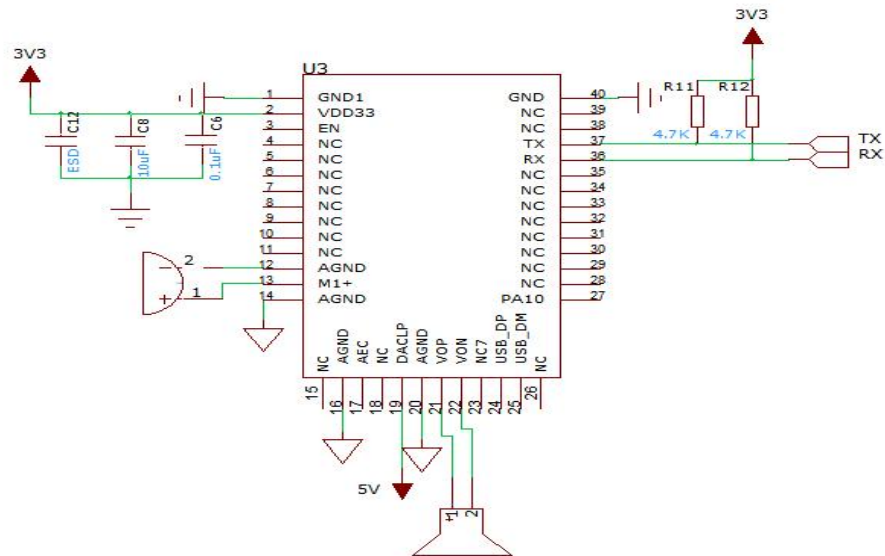 3V3
3V3
U3
C12
ESD
C8
10uF
C6
0.1uF
1 GND1
2 VDD33
3 EN
4 NC
5 NC
6 NC
7 NC
8 NC
9 NC
10 NC
11 NC
12 AGND
13 M1+
14 AGND
2
+ 1
GND 40
NC 39
NC 38
TX 37
RX 36
NC 35
NC 34
NC 33
NC 32
NC 31
NC 30
NC 29
NC 28
PA10 27
R11
4.7K
R12
4.7K
TX
RX
NC 15
AGND 16
AEC 17
NC 18
DACLP 19
AGND 20
VOP 21
VON 22
NC7 23
USB_DP 24
USB_DM 25
NC 26
5V
+1
2